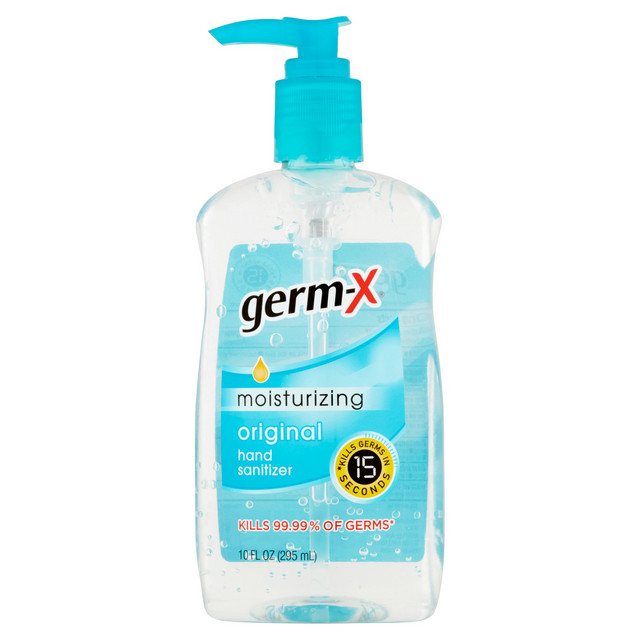 germ-X
moisturizing
original
hand
sanitizer
*KILLS GERMS IN
15
SECONDS
KILLS 99.99% OF GERMS*
10 FL OZ (295 mL)